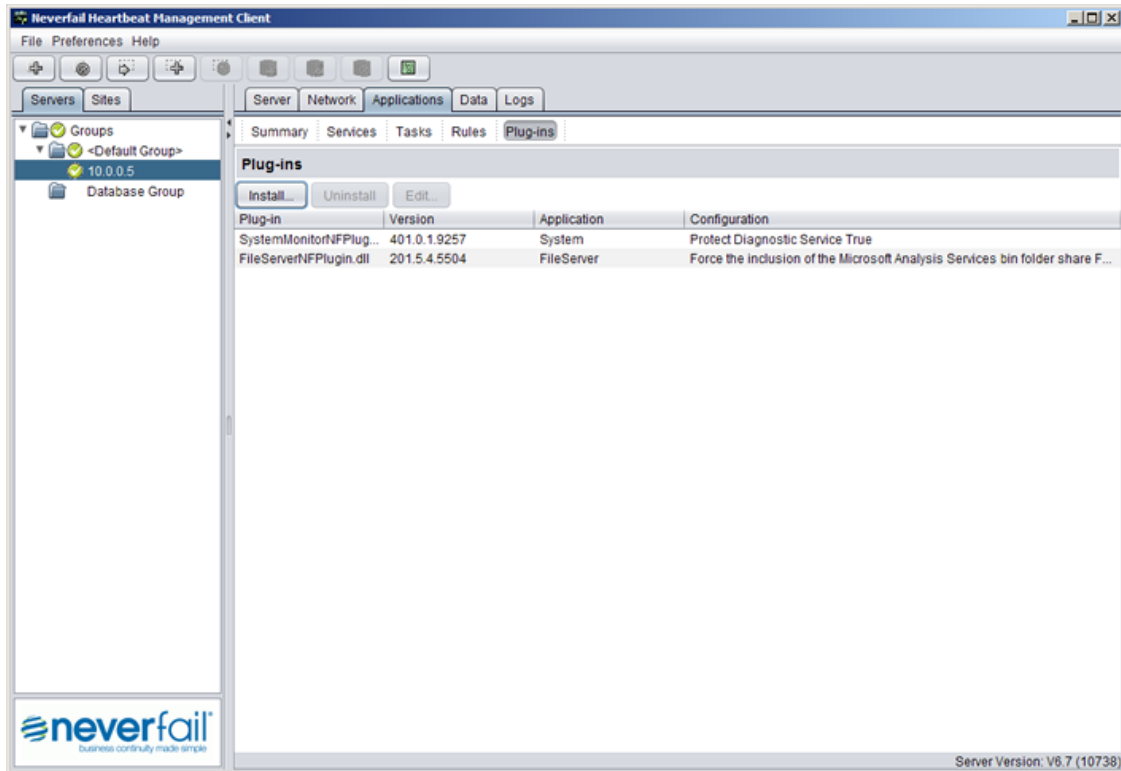 Neverfail Heartbeat Management Client
File Preferences Help
Servers Sites
Server Network Applications Data Logs
Groups
<Default Group>
10.0.0.5
Database Group
Summary Services Tasks Rules Plug-ins
Plug-ins
Install... Uninstall Edit...
Plug-in Version Application Configuration
SystemMonitorNFPlug... 401.0.1.9257 System Protect Diagnostic Service True
FileServerNFPlugin.dll 201.5.4.5504 FileServer Force the inclusion of the Microsoft Analysis Services bin folder share F...
neverfail
business continuity made simple
Server Version: V6.7 (10738)